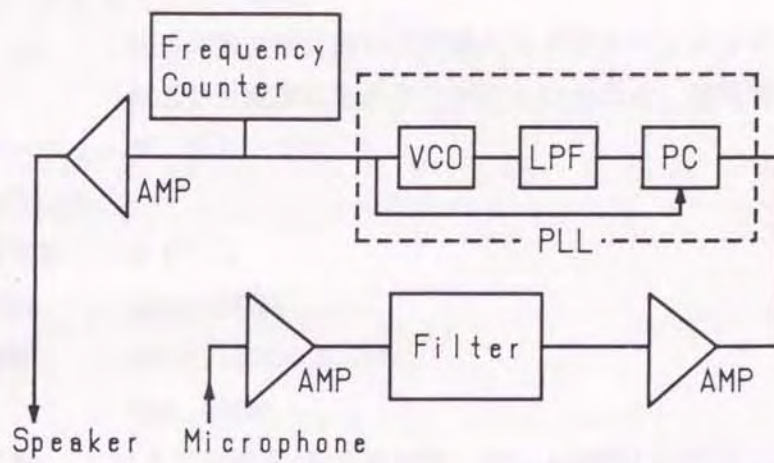 Frequency
Counter
VCO
LPF
PC
AMP
PLL
Filter
AMP
AMP
Speaker
Microphone